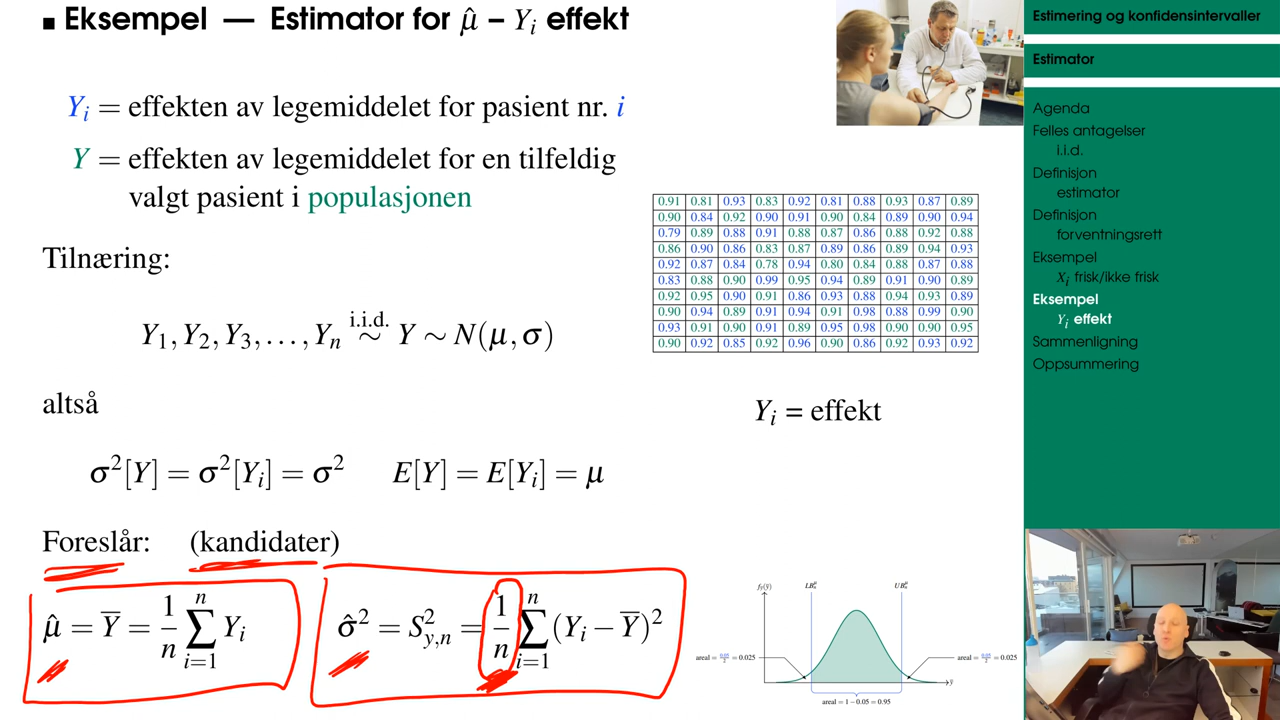 Eksempel — Estimator for μ̂ – Yᵢ effekt
Yᵢ = effekten av legemiddelet for pasient nr. i
Y = effekten av legemiddelet for en tilfeldig
valgt pasient i populasjonen
Tilnæring:
Y₁, Y₂, Y₃, …, Yₙ i.i.d. ~ Y ~ N(μ, σ)
altså
σ²[Y] = σ²[Yᵢ] = σ² E[Y] = E[Yᵢ] = μ
Foreslår: (kandidater)
μ̂ = Y̅ = 1/n ∑ᵢ₌₁ⁿ Yᵢ σ̂² = S²_{y,n} = 1/n ∑ᵢ₌₁ⁿ (Yᵢ − Y̅)²
0.91 0.81 0.93 0.83 0.92 0.81 0.88 0.93 0.87 0.89
0.90 0.84 0.92 0.90 0.91 0.90 0.84 0.89 0.90 0.94
0.79 0.89 0.88 0.91 0.88 0.87 0.86 0.88 0.92 0.88
0.86 0.90 0.86 0.83 0.87 0.89 0.86 0.89 0.94 0.93
0.92 0.87 0.84 0.78 0.94 0.80 0.84 0.88 0.87 0.88
0.83 0.88 0.90 0.99 0.95 0.94 0.89 0.91 0.90 0.89
0.92 0.95 0.90 0.91 0.86 0.93 0.88 0.94 0.93 0.89
0.90 0.94 0.89 0.91 0.94 0.91 0.98 0.88 0.99 0.90
0.93 0.91 0.90 0.91 0.89 0.95 0.98 0.90 0.90 0.95
0.90 0.92 0.85 0.92 0.96 0.90 0.86 0.92 0.93 0.92
Yᵢ = effekt
areal = 0.05/2 = 0.025
areal = 0.05/2 = 0.025
areal = 1 − 0.05 = 0.95
Estimering og konfidensintervaller
Estimator
Agenda
Felles antagelser
i.i.d.
Definisjon
estimator
Definisjon
forventningsrett
Eksempel
Xᵢ frisk/ikke frisk
Eksempel
Yᵢ effekt
Sammenligning
Oppsummering